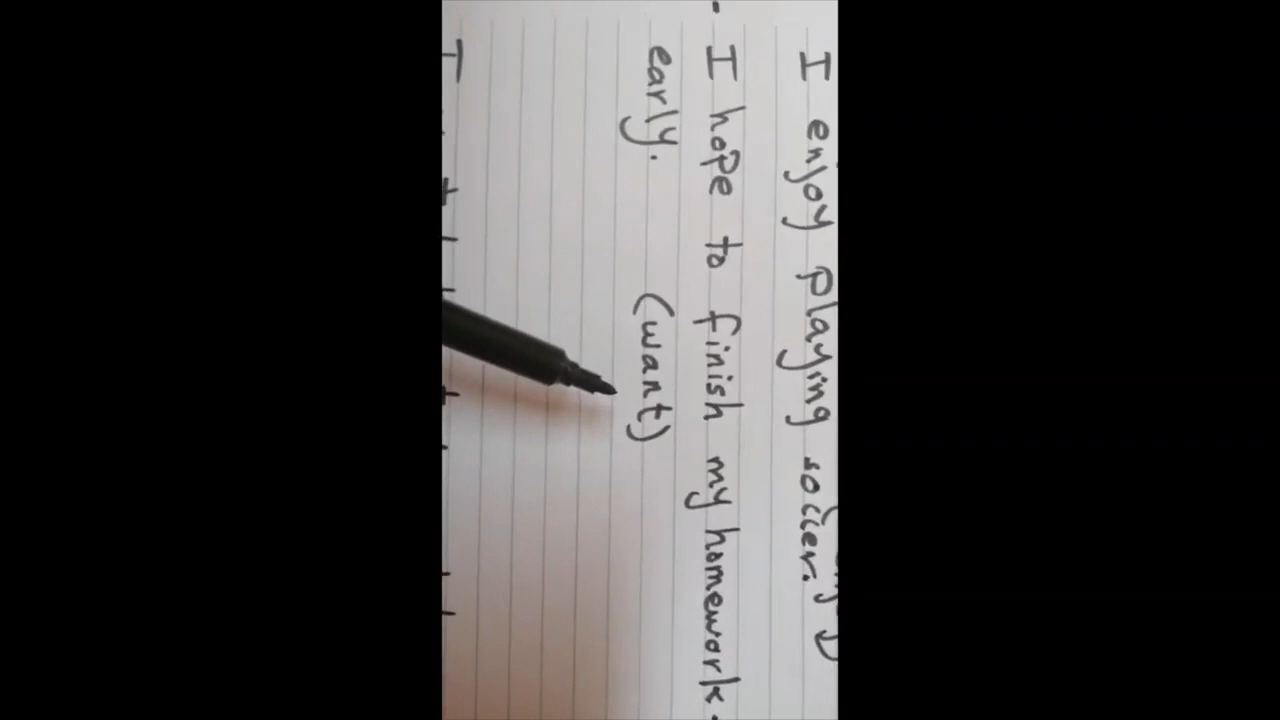 I enjoy playing soccer.
I hope to finish my homework.
early. (want)